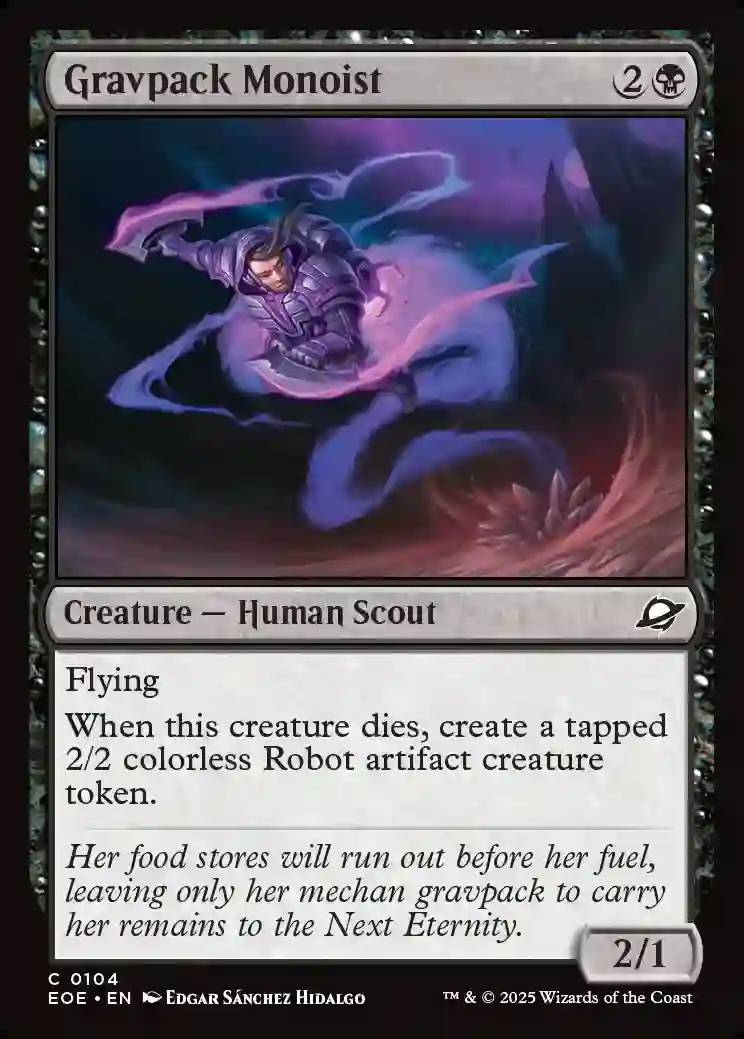 Gravpack Monoist 2
Creature — Human Scout
Flying
When this creature dies, create a tapped
2/2 colorless Robot artifact creature
token.
Her food stores will run out before her fuel,
leaving only her mechan gravpack to carry
her remains to the Next Eternity.
2/1
C 0104
EOE • EN Edgar Sánchez Hidalgo ™ & © 2025 Wizards of the Coast